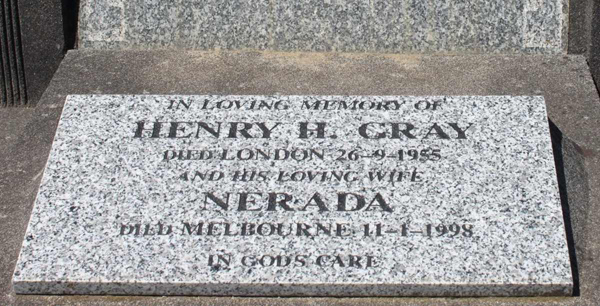 IN LOVING MEMORY OF
HENRY H. GRAY
DIED LONDON 26-9-1955
AND HIS LOVING WIFE
NERADA
DIED MELBOURNE 11-1-1998
IN GODS CARE